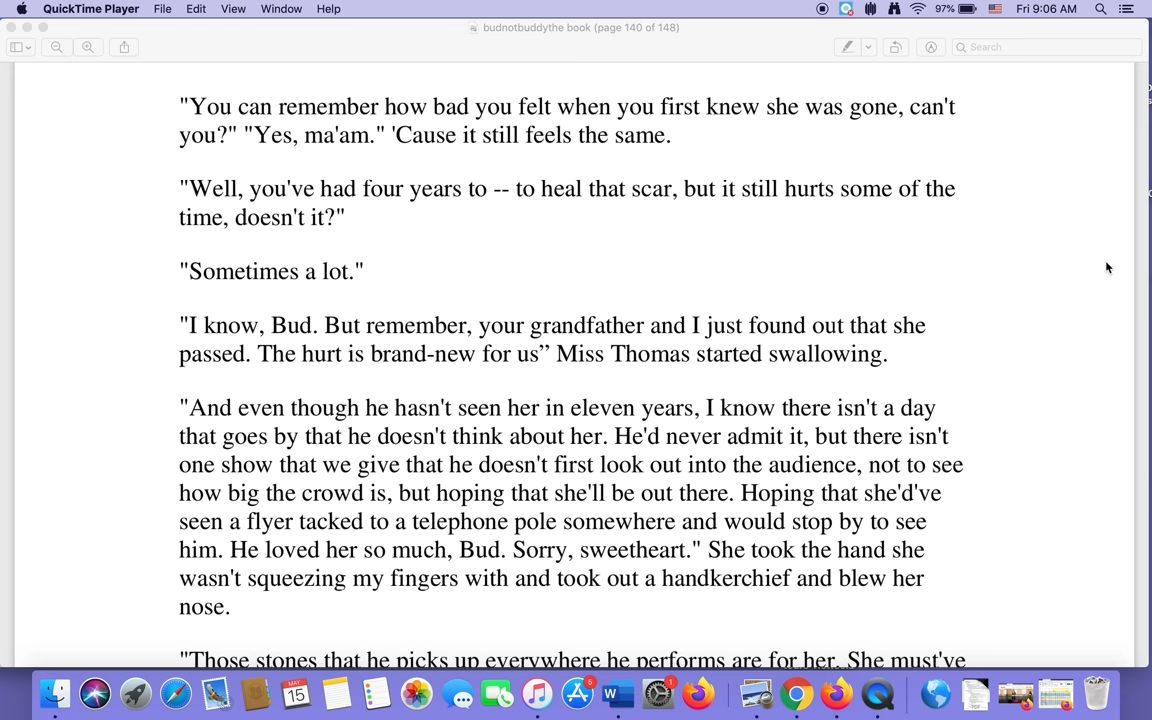 QuickTime Player File Edit View Window Help 97% Fri 9:06 AM
budnotbuddythe book (page 140 of 148)
Search
"You can remember how bad you felt when you first knew she was gone, can't
you?" "Yes, ma'am." 'Cause it still feels the same.
"Well, you've had four years to -- to heal that scar, but it still hurts some of the
time, doesn't it?"
"Sometimes a lot."
"I know, Bud. But remember, your grandfather and I just found out that she
passed. The hurt is brand-new for us” Miss Thomas started swallowing.
"And even though he hasn't seen her in eleven years, I know there isn't a day
that goes by that he doesn't think about her. He'd never admit it, but there isn't
one show that we give that he doesn't first look out into the audience, not to see
how big the crowd is, but hoping that she'll be out there. Hoping that she'd've
seen a flyer tacked to a telephone pole somewhere and would stop by to see
him. He loved her so much, Bud. Sorry, sweetheart." She took the hand she
wasn't squeezing my fingers with and took out a handkerchief and blew her
nose.
"Those stones that he picks up everywhere he performs are for her. She must've
MAY
15
5
W
1